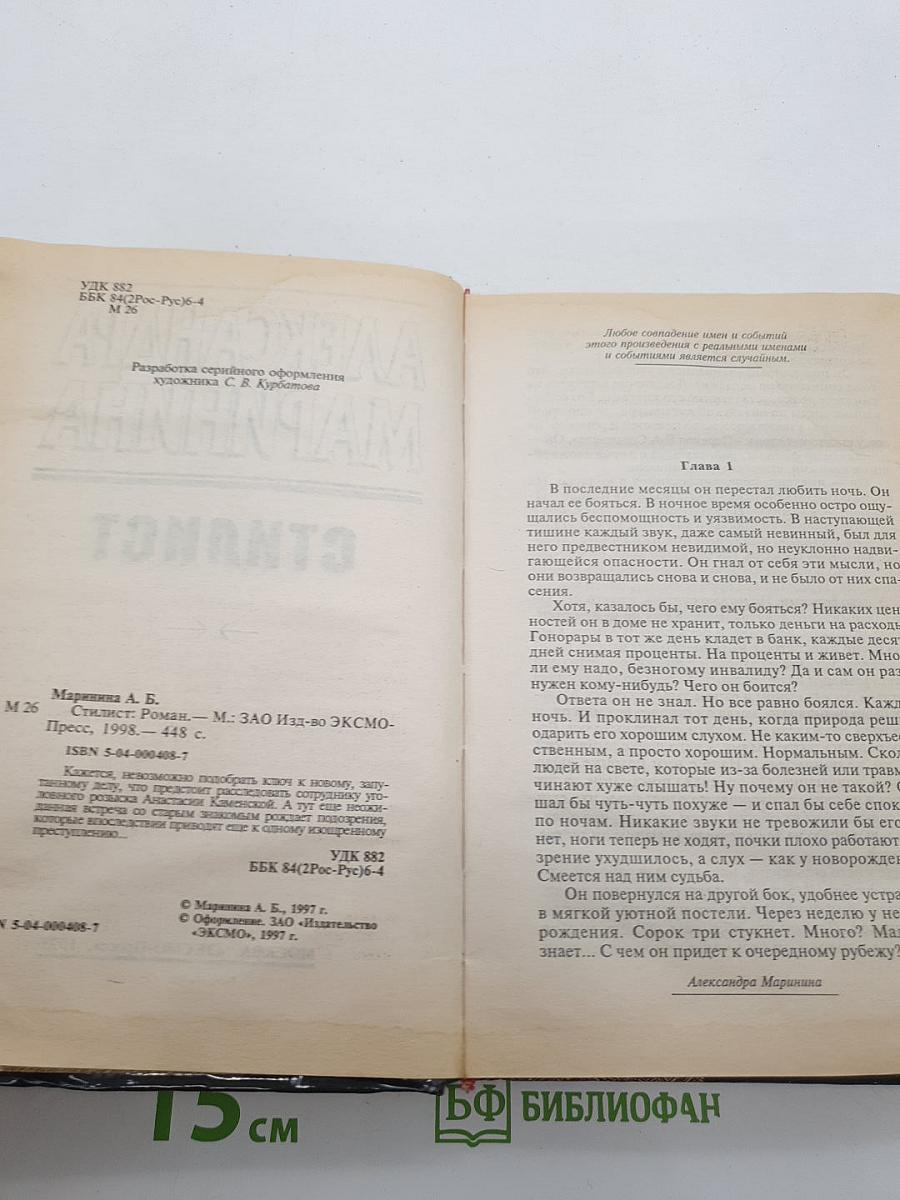 УДК 882
ББК 84(2Рос-Рус)6-4
М 26
Разработка серийного оформления
художника С. В. Курбатова
АЛЕКСАНДРА
МАРИНИНА
СТИЛИСТ
Маринина А. Б.
М 26
Стилист: Роман.— М.: ЗАО Изд-во ЭКСМО-
Пресс, 1998.— 448 с.
ISBN 5-04-000408-7
Кажется, невозможно подобрать ключ к новому, запу-
танному делу, что предстоит расследовать сотруднику уго-
ловного розыска Анастасии Каменской. А тут еще неожи-
данная встреча со старым знакомым рождает подозрения,
которые впоследствии приводят еще к одному изощренному
преступлению...
УДК 882
ББК 84(2Рос-Рус)6-4
© Маринина А. Б., 1997 г.
© Оформление. ЗАО «Издательство
«ЭКСМО», 1997 г.
N 5-04-000408-7
Любое совпадение имен и событий
этого произведения с реальными именами
и событиями является случайным.
Глава 1
В последние месяцы он перестал любить ночь. Он
начал ее бояться. В ночное время особенно остро ощу-
щались беспомощность и уязвимость. В наступающей
тишине каждый звук, даже самый невинный, был для
него предвестником невидимой, но неуклонно надви-
гающейся опасности. Он гнал от себя эти мысли, но
они возвращались снова и снова, и не было от них спа-
сения.
Хотя, казалось бы, чего ему бояться? Никаких цен
ностей он в доме не хранит, только деньги на расходы
Гонорары в тот же день кладет в банк, каждые десят
дней снимая проценты. На проценты и живет. Мно
ли ему надо, безногому инвалиду? Да и сам он раз
нужен кому-нибудь? Чего он боится?
Ответа он не знал. Но все равно боялся. Кажд
ночь. И проклинал тот день, когда природа реш
одарить его хорошим слухом. Не каким-то сверхъес
ственным, а просто хорошим. Нормальным. Скол
людей на свете, которые из-за болезней или травм
чинают хуже слышать! Ну почему он не такой? С
шал бы чуть-чуть похуже — и спал бы себе спок
по ночам. Никакие звуки не тревожили бы его
нет, ноги теперь не ходят, почки плохо работают
зрение ухудшилось, а слух — как у новорожден
Смеется над ним судьба.
Он повернулся на другой бок, удобнее устра
в мягкой уютной постели. Через неделю у не
рождения. Сорок три стукнет. Много? Мал
знает... С чем он придет к очередному рубежу?
Александра Маринина
15 см
БФ БИБЛИОФАН